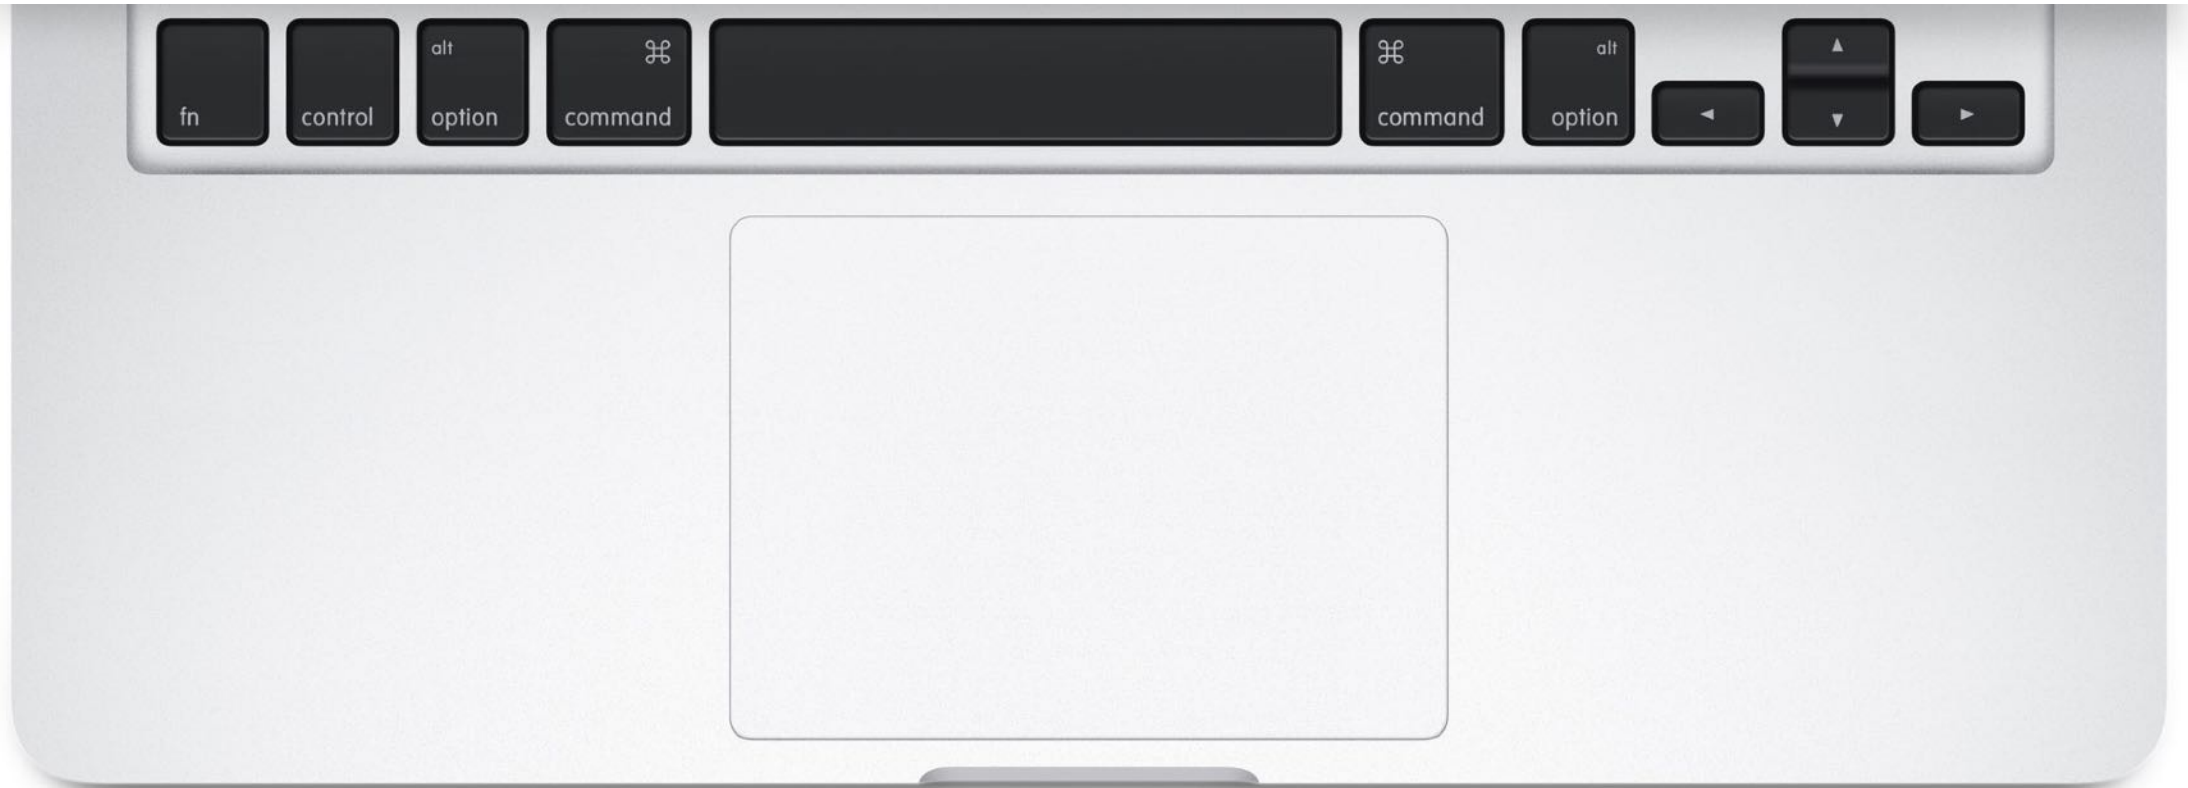 fn
control
alt
option
⌘
command
⌘
command
alt
option
◄
▲
▼
►